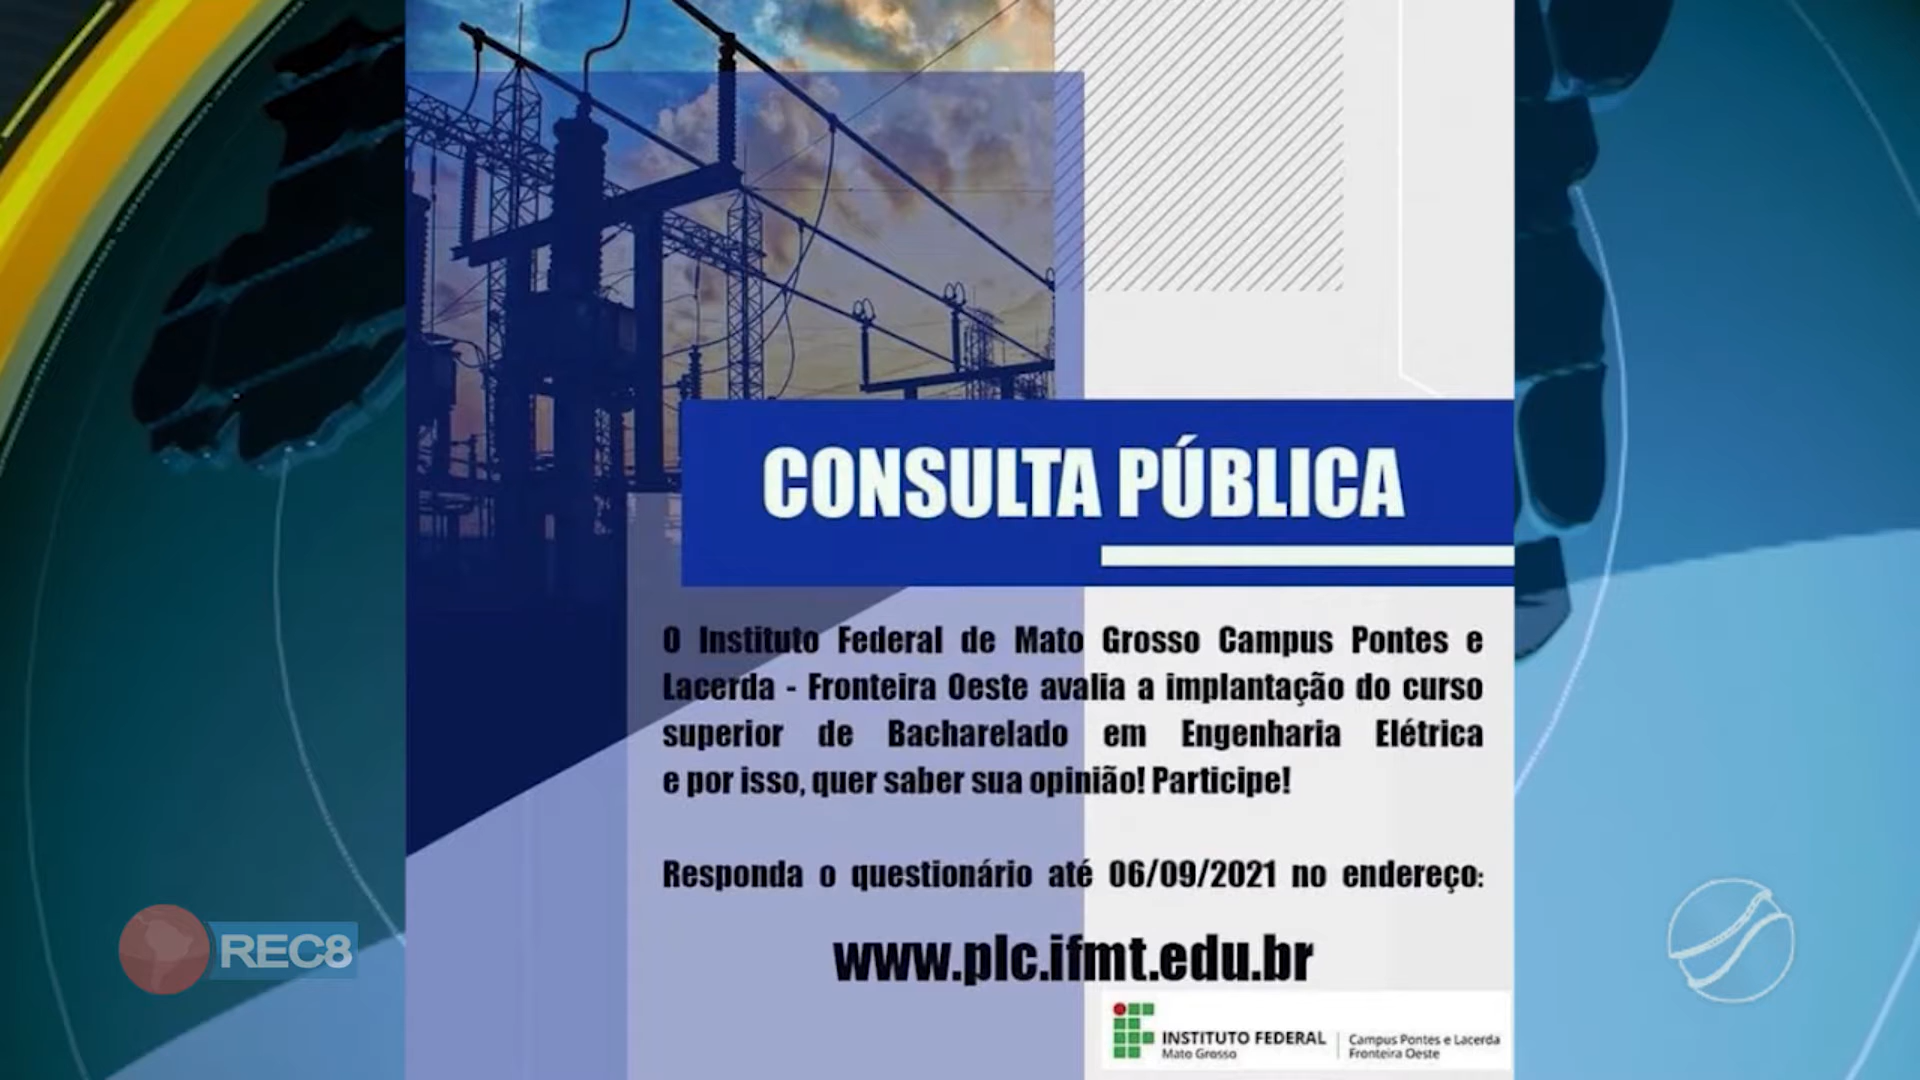 CONSULTA PÚBLICA
O Instituto Federal de Mato Grosso Campus Pontes e
Lacerda - Fronteira Oeste avalia a implantação do curso
superior de Bacharelado em Engenharia Elétrica
e por isso, quer saber sua opinião! Participe!
Responda o questionário até 06/09/2021 no endereço:
www.plc.ifmt.edu.br
REC8
INSTITUTO FEDERAL
Mato Grosso
Campus Pontes e Lacerda
Fronteira Oeste